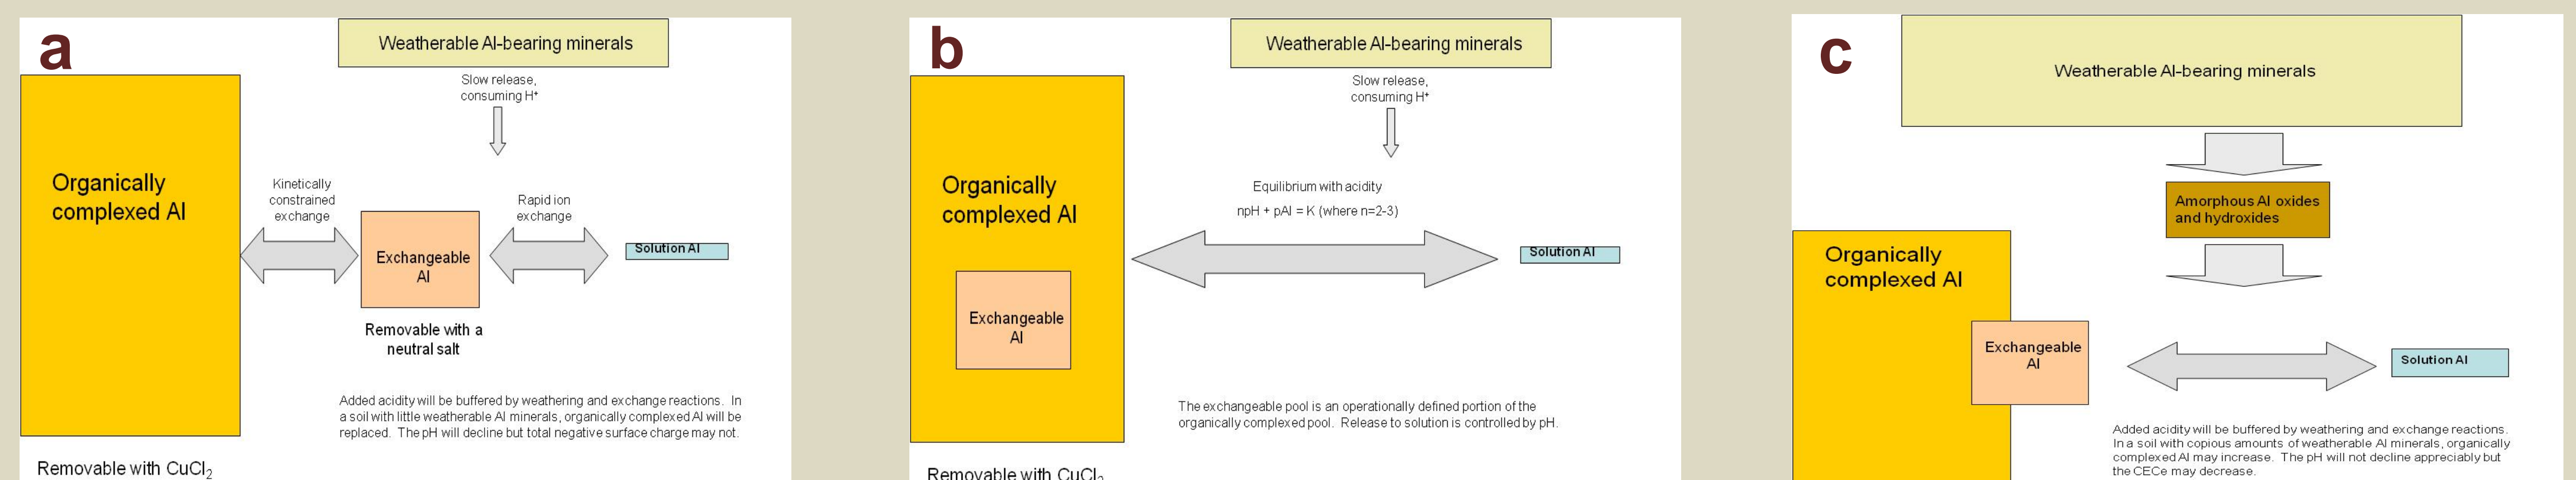 a
Weatherable Al-bearing minerals
Slow release,
consuming H⁺
Organically
complexed Al
Kinetically
constrained
exchange
Rapid ion
exchange
Exchangeable
Al
Solution Al
Removable with a
neutral salt
Added acidity will be buffered by weathering and exchange reactions. In
a soil with little weatherable Al minerals, organically complexed Al will be
replaced. The pH will decline but total negative surface charge may not.
Removable with CuCl₂
b
Weatherable Al-bearing minerals
Slow release,
consuming H⁺
Organically
complexed Al
Equilibrium with acidity
npH + pAl = K (where n=2-3)
Solution Al
Exchangeable
Al
The exchangeable pool is an operationally defined portion of the
organically complexed pool. Release to solution is controlled by pH.
Removable with CuCl₂
c
Weatherable Al-bearing minerals
Amorphous Al oxides
and hydroxides
Organically
complexed Al
Exchangeable
Al
Solution Al
Added acidity will be buffered by weathering and exchange reactions.
In a soil with copious amounts of weatherable Al minerals, organically
complexed Al may increase. The pH will not decline appreciably but
the CECe may decrease.